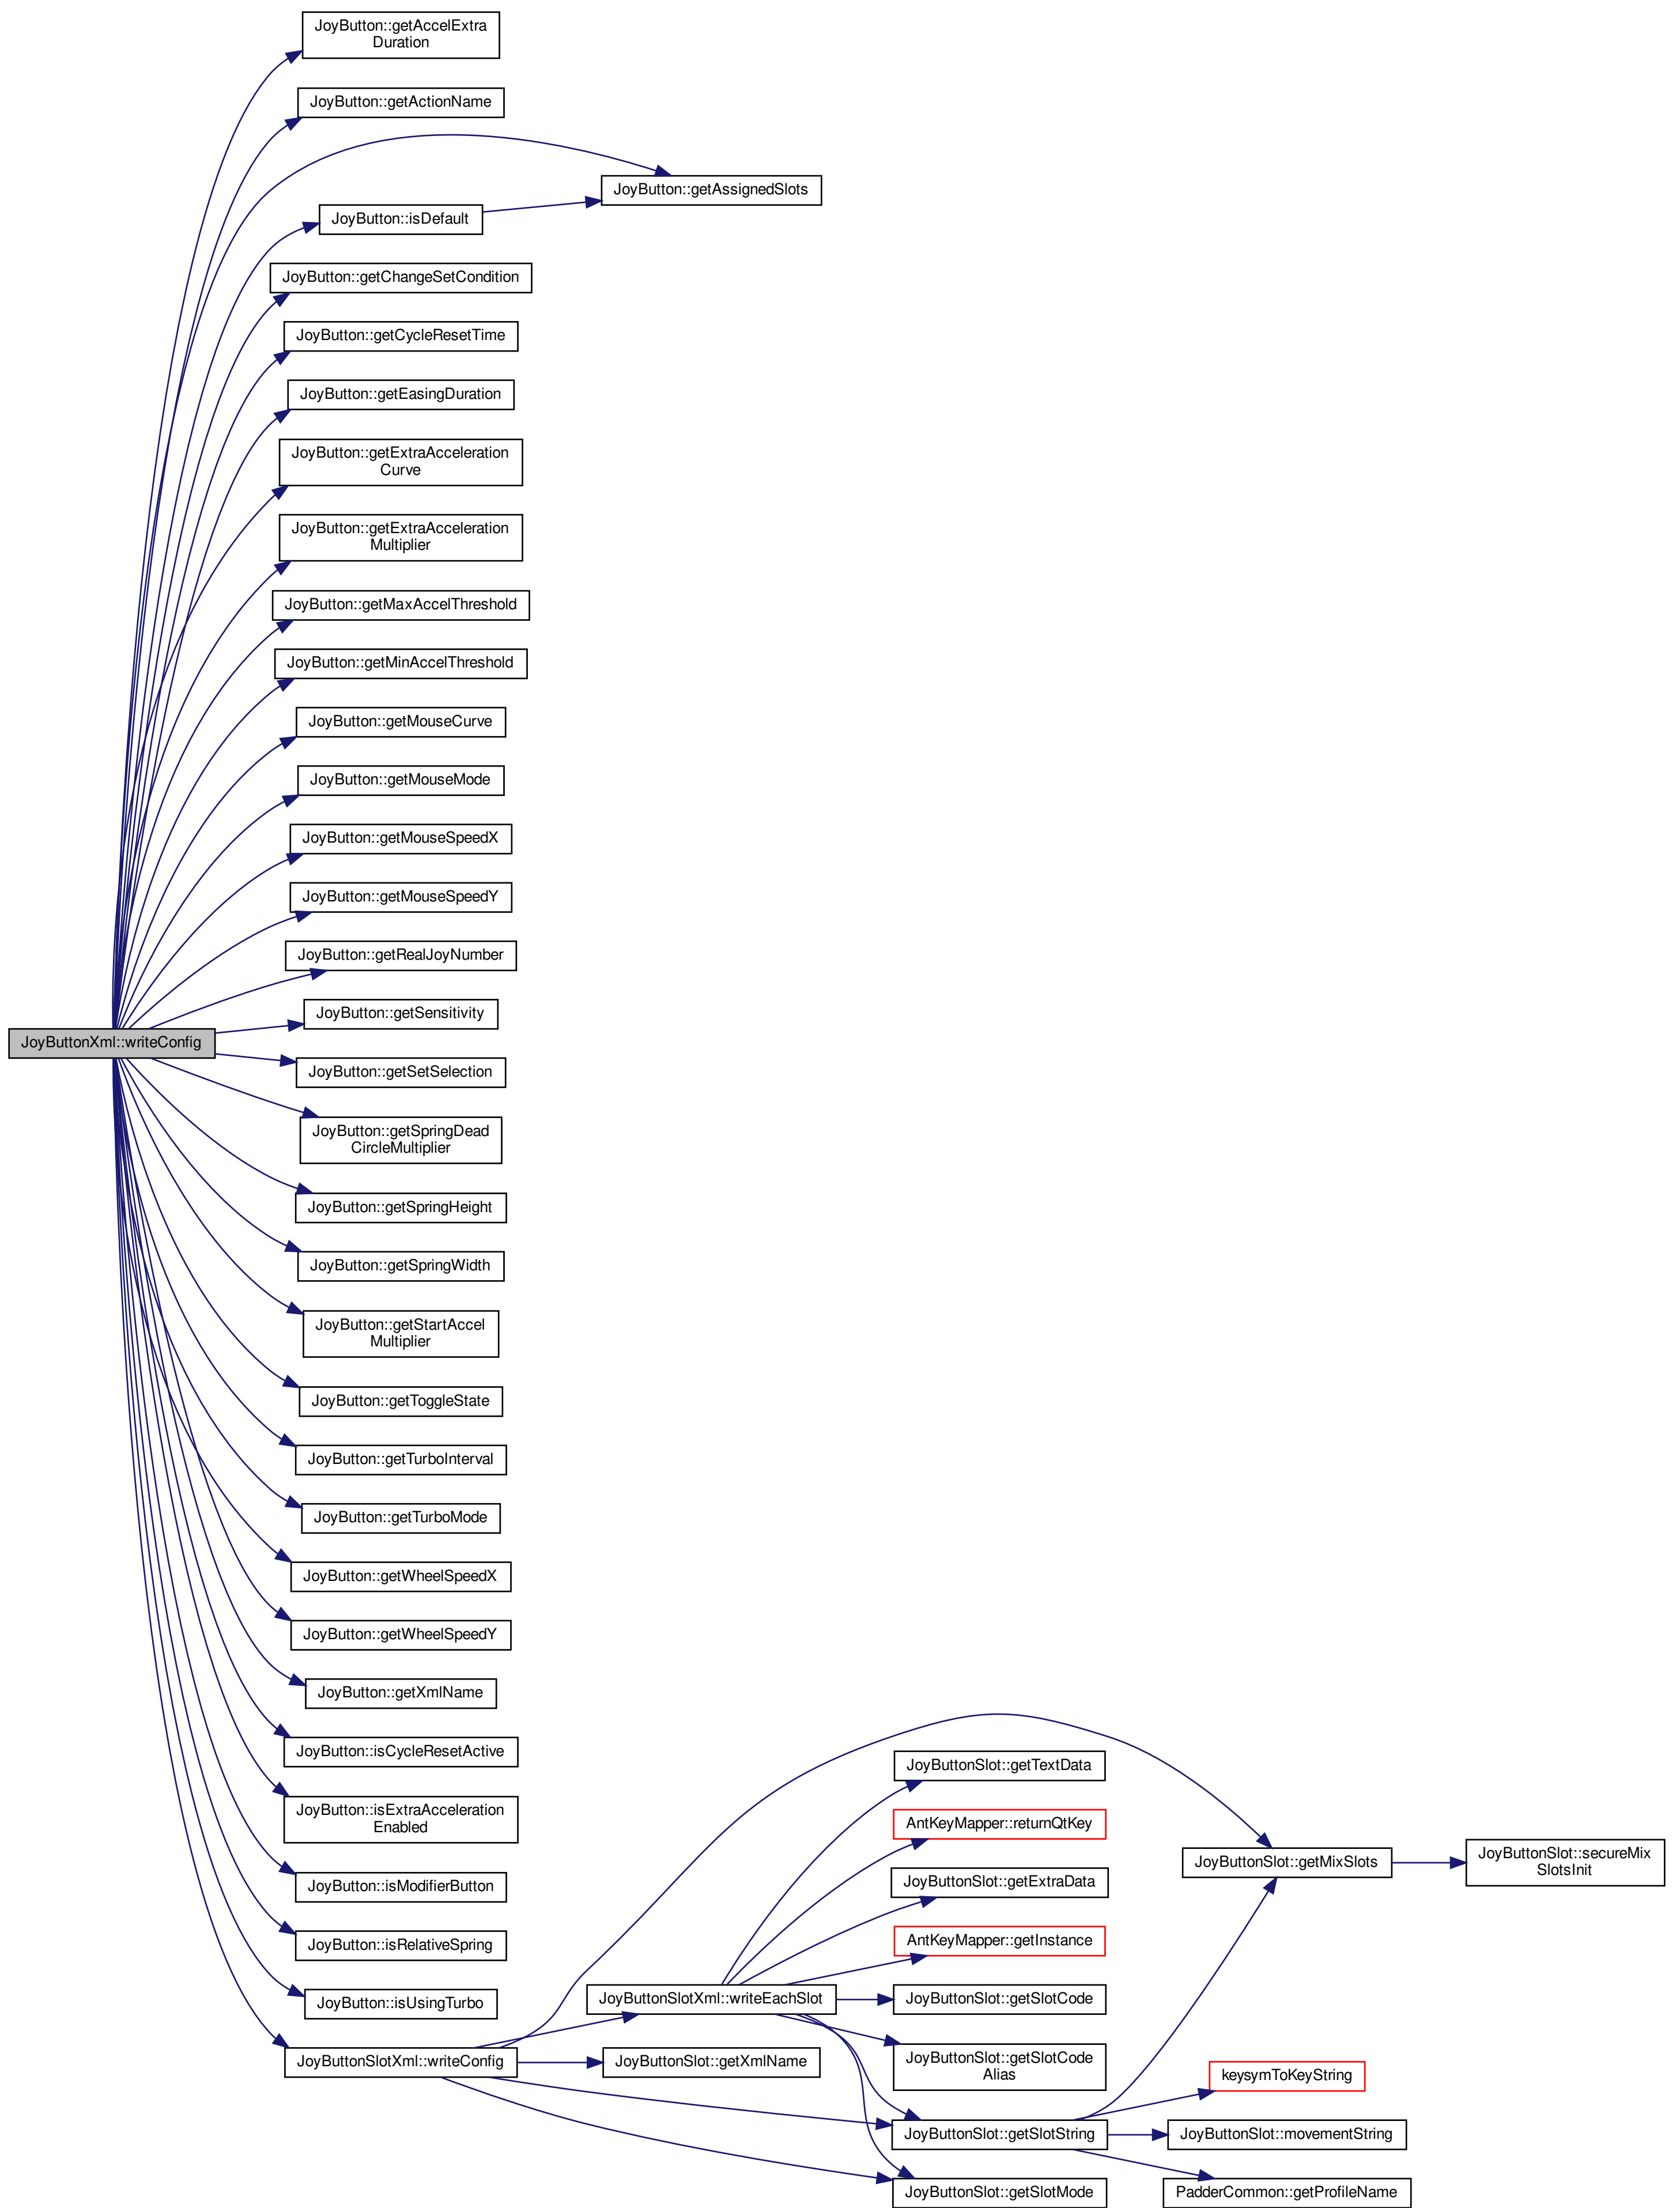 JoyButton::getAccelExtra
Duration
JoyButton::getActionName
JoyButton::getAssignedSlots
JoyButton::isDefault
JoyButton::getChangeSetCondition
JoyButton::getCycleResetTime
JoyButton::getEasingDuration
JoyButton::getExtraAcceleration
Curve
JoyButton::getExtraAcceleration
Multiplier
JoyButton::getMaxAccelThreshold
JoyButton::getMinAccelThreshold
JoyButton::getMouseCurve
JoyButton::getMouseMode
JoyButton::getMouseSpeedX
JoyButton::getMouseSpeedY
JoyButton::getRealJoyNumber
JoyButton::getSensitivity
JoyButtonXml::writeConfig
JoyButton::getSetSelection
JoyButton::getSpringDead
CircleMultiplier
JoyButton::getSpringHeight
JoyButton::getSpringWidth
JoyButton::getStartAccel
Multiplier
JoyButton::getToggleState
JoyButton::getTurboInterval
JoyButton::getTurboMode
JoyButton::getWheelSpeedX
JoyButton::getWheelSpeedY
JoyButton::getXmlName
JoyButton::isCycleResetActive
JoyButton::isExtraAcceleration
Enabled
JoyButton::isModifierButton
JoyButton::isRelativeSpring
JoyButton::isUsingTurbo
JoyButtonSlotXml::writeConfig
JoyButtonSlotXml::writeEachSlot
JoyButtonSlot::getXmlName
JoyButtonSlot::getTextData
AntKeyMapper::returnQtKey
JoyButtonSlot::getExtraData
AntKeyMapper::getInstance
JoyButtonSlot::getSlotCode
JoyButtonSlot::getSlotCode
Alias
JoyButtonSlot::getSlotString
JoyButtonSlot::getSlotMode
JoyButtonSlot::getMixSlots
JoyButtonSlot::secureMix
SlotsInit
keysymToKeyString
JoyButtonSlot::movementString
PadderCommon::getProfileName